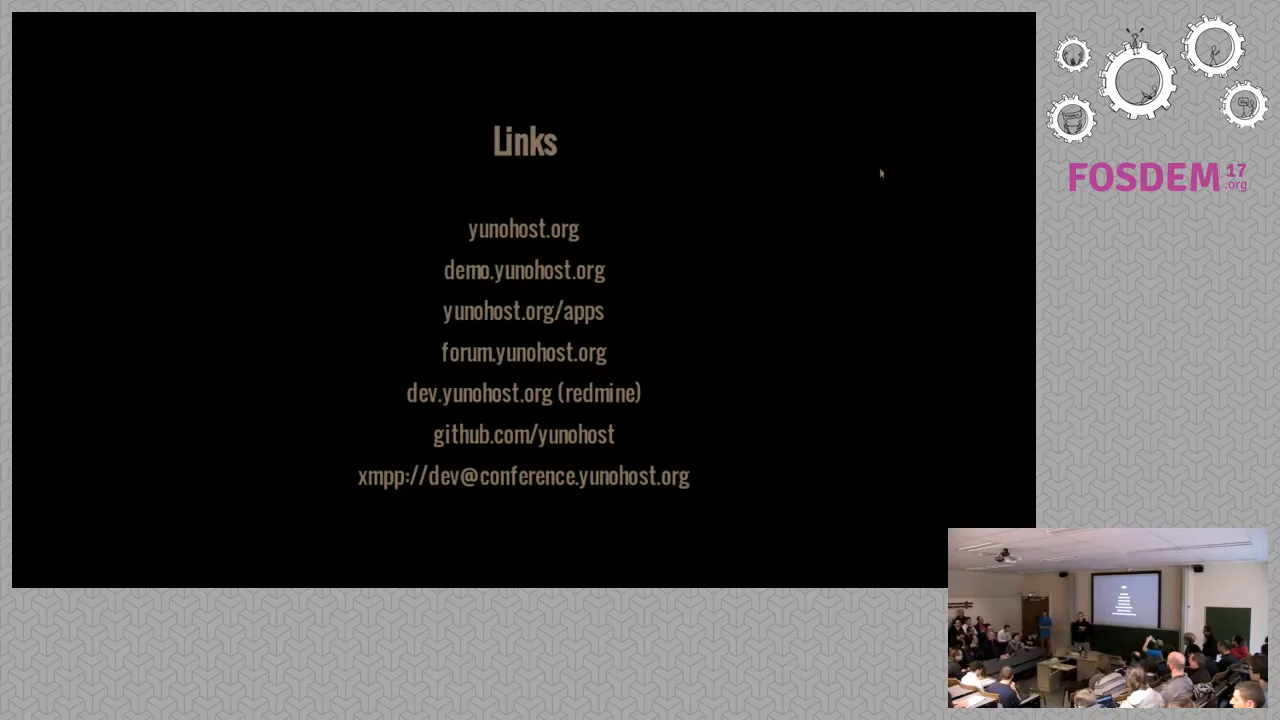 Links
yunohost.org
demo.yunohost.org
yunohost.org/apps
forum.yunohost.org
dev.yunohost.org (redmine)
github.com/yunohost
xmpp://dev@conference.yunohost.org
FOSDEM 17
.org